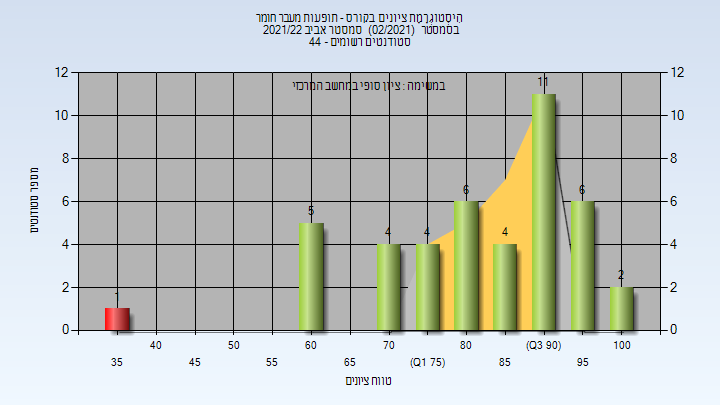 היסטוגרמת ציונים בקורס - תופעות מעבר חומר
בסמסטר (02/2021) סמסטר אביב 2021/22
סטודנטים רשומים - 44
במשימה : ציון סופי במחשב המרכזי
מספר סטודנטים
12 12
10 10
8 8
6 6
4 4
2 2
0 0
1 5 4 4 6 4 11 6 2
40 50 60 70 80 (Q3 90) 100
35 45 55 65 (Q1 75) 85 95
טווח ציונים